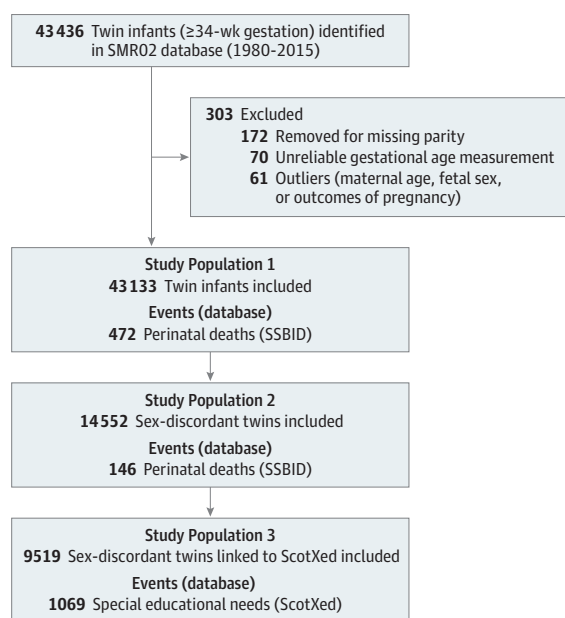 43 436 Twin infants (≥34-wk gestation) identified
in SMR02 database (1980-2015)
303 Excluded
172 Removed for missing parity
70 Unreliable gestational age measurement
61 Outliers (maternal age, fetal sex,
or outcomes of pregnancy)
Study Population 1
43 133 Twin infants included
Events (database)
472 Perinatal deaths (SSBID)
Study Population 2
14 552 Sex-discordant twins included
Events (database)
146 Perinatal deaths (SSBID)
Study Population 3
9519 Sex-discordant twins linked to ScotXed included
Events (database)
1069 Special educational needs (ScotXed)